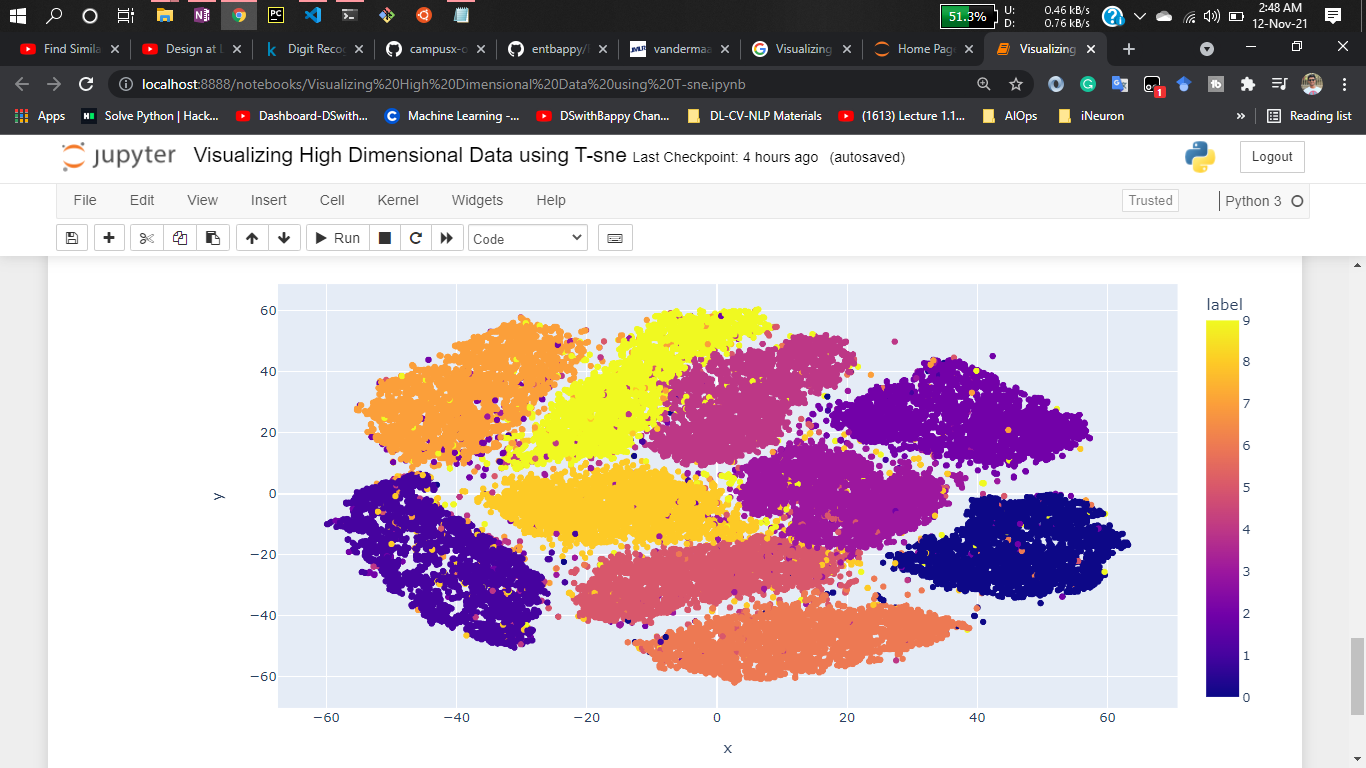 51.3% U: 0.46 kB/s 2:48 AM
D: 0.76 kB/s 12-Nov-21
Find Simila Design at Digit Reco campusx-o entbappy/ vanderma Visualizing Home Page Visualizing
localhost:8888/notebooks/Visualizing%20High%20Dimensional%20Data%20using%20T-sne.ipynb
Apps Solve Python | Hack... Dashboard-DSwith... Machine Learning -... DSwithBappy Chan... DL-CV-NLP Materials (1613) Lecture 1.1... AIOps iNeuron » Reading list
jupyter Visualizing High Dimensional Data using T-sne Last Checkpoint: 4 hours ago (autosaved) Logout
File Edit View Insert Cell Kernel Widgets Help Trusted Python 3
Run Code
label
60
40
20
0
−20
−40
−60
y
−60 −40 −20 0 20 40 60
x
9
8
7
6
5
4
3
2
1
0